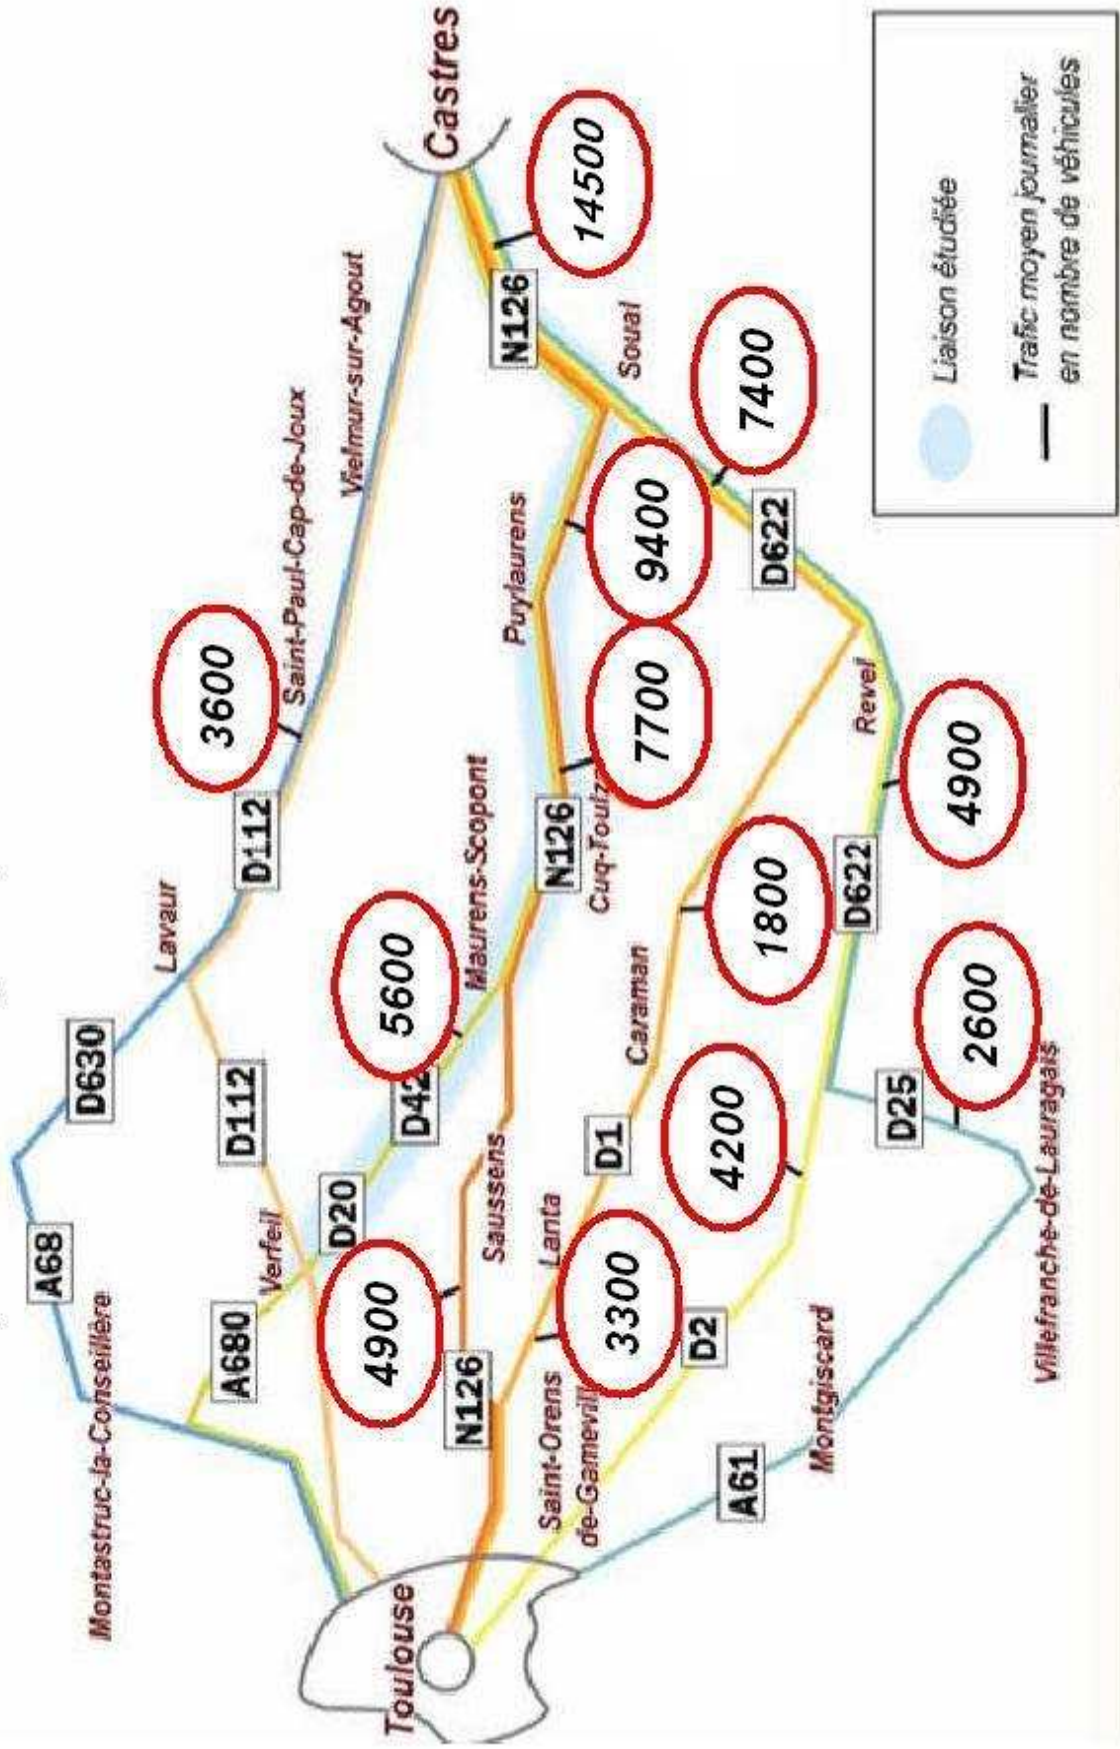 Montastruc-la-Conseillère
A68
D630
Lavaur
D112
3600
Saint-Paul-Cap-de-Joux
Vielmur-sur-Agout
Castres
A680
Verfeil
D112
D20
D42
5600
Maurens-Scopont
Puylaurens
N126
14500
Toulouse
4900
N126
Saussens
N126
Cuq-Toulza
7700
9400
Soual
7400
Saint-Orens
de-Gameville
Lanta
3300
D1
Caraman
1800
D622
D2
4200
D622
Revel
4900
A61
Montgiscard
D25
2600
Villefranche-de-Lauragais
Liaison étudiée
Trafic moyen journalier
en nombre de véhicules